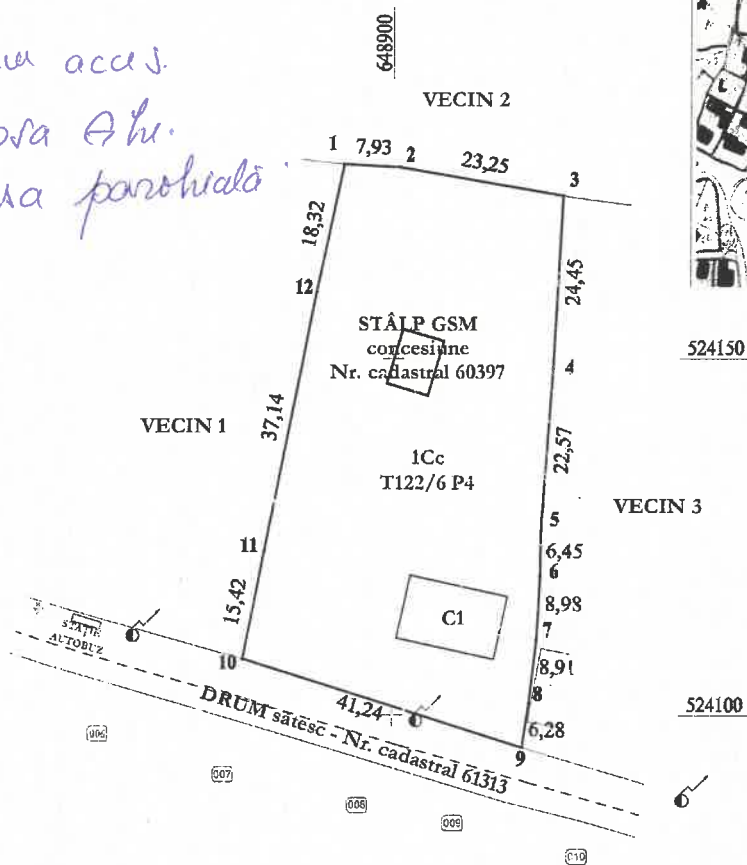 acces.
parohială
648900
VECIN 2
1 7,93 2 23,25 3
18,32
12
24,45
STÂLP GSM
concesiune
Nr. cadastral 60397
524150
4
37,14
VECIN 1
22,57
1Cc
T122/6 P4
VECIN 3
5
11
6,45
6
15,42
8,98
C1
7
STAȚIE
AUTOBUZ
8,91
10
8
41,24
524100
6,28
DRUM sătesc - Nr. cadastral 61313
9
006
007
008
009
010